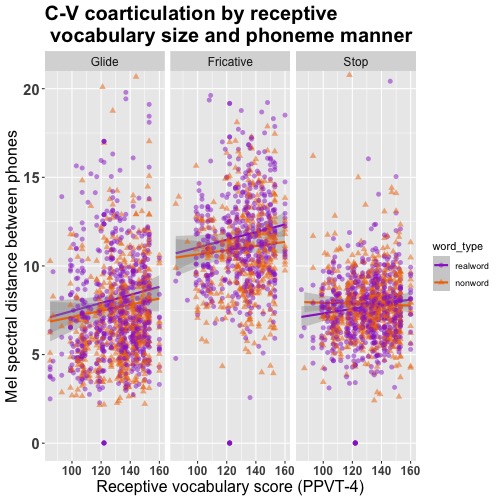 C-V coarticulation by receptive
vocabulary size and phoneme manner
Glide Fricative Stop
Mel spectral distance between phones
20
15
10
5
0
100 120 140 160 100 120 140 160 100 120 140 160
Receptive vocabulary score (PPVT-4)
word_type
realword
nonword